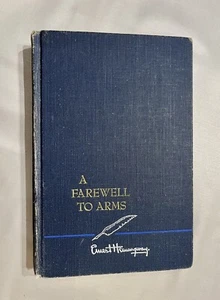 A
FAREWELL
TO ARMS
Ernest Hemingway